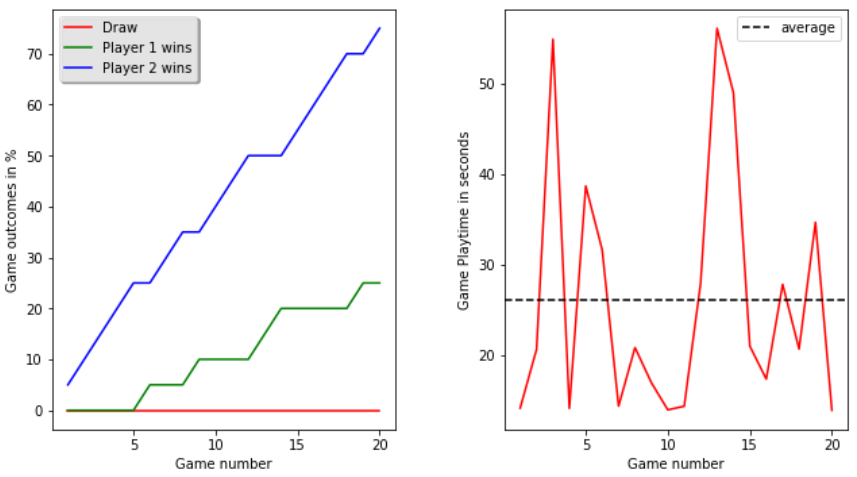 Draw
Player 1 wins
Player 2 wins
70
60
50
40
30
20
10
0
Game outcomes in %
5
10
15
20
Game number
average
50
40
30
20
Game Playtime in seconds
5
10
15
20
Game number